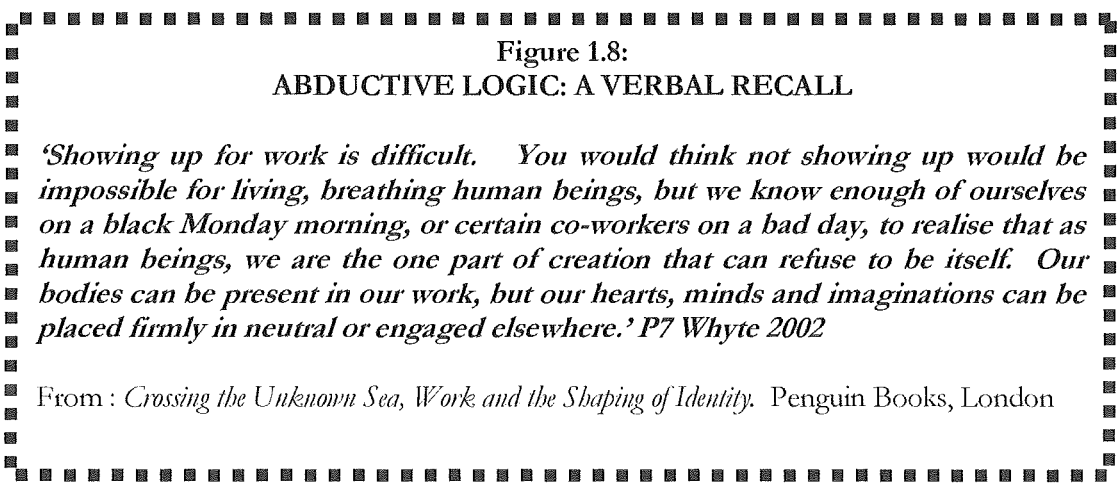 Figure 1.8:
ABDUCTIVE LOGIC: A VERBAL RECALL
‘Showing up for work is difficult. You would think not showing up would be
impossible for living, breathing human beings, but we know enough of ourselves
on a black Monday morning, or certain co-workers on a bad day, to realise that as
human beings, we are the one part of creation that can refuse to be itself. Our
bodies can be present in our work, but our hearts, minds and imaginations can be
placed firmly in neutral or engaged elsewhere.’ P7 Whyte 2002
From : Crossing the Unknown Sea, Work and the Shaping of Identity. Penguin Books, London